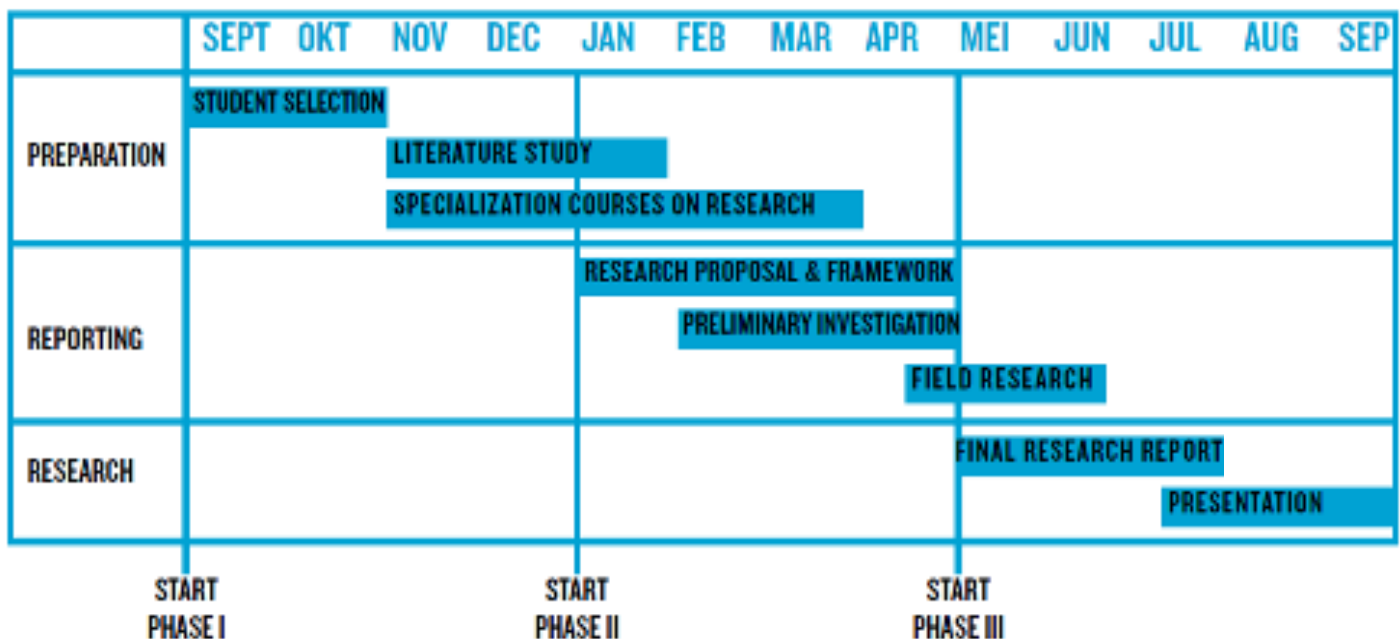 SEPT OKT NOV DEC JAN FEB MAR APR MEI JUN JUL AUG SEP
PREPARATION
STUDENT SELECTION
LITERATURE STUDY
SPECIALIZATION COURSES ON RESEARCH
REPORTING
RESEARCH PROPOSAL & FRAMEWORK
PRELIMINARY INVESTIGATION
FIELD RESEARCH
RESEARCH
FINAL RESEARCH REPORT
PRESENTATION
START
PHASE I
START
PHASE II
START
PHASE III